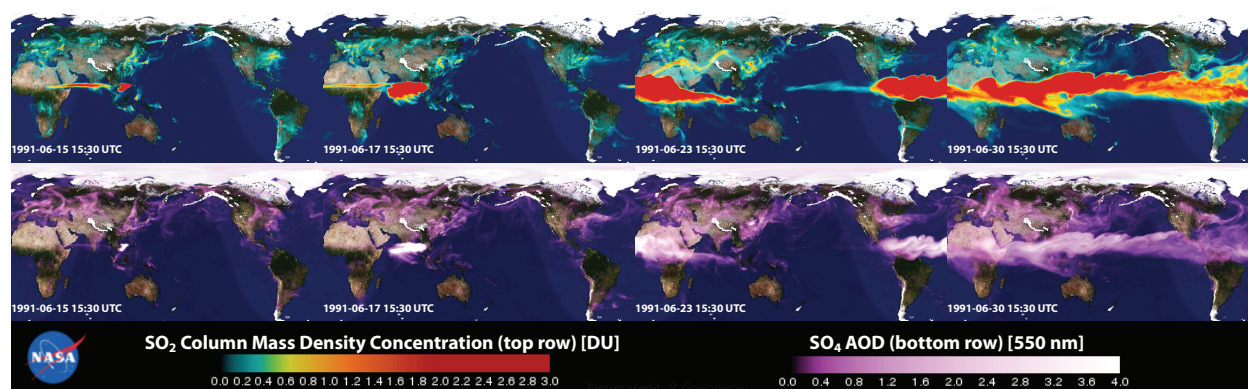 1991-06-15 15:30 UTC
1991-06-17 15:30 UTC
1991-06-23 15:30 UTC
1991-06-30 15:30 UTC
1991-06-15 15:30 UTC
1991-06-17 15:30 UTC
1991-06-23 15:30 UTC
1991-06-30 15:30 UTC
NASA
SO₂ Column Mass Density Concentration (top row) [DU]
0.0 0.2 0.4 0.6 0.8 1.0 1.2 1.4 1.6 1.8 2.0 2.2 2.4 2.6 2.8 3.0
SO₄ AOD (bottom row) [550 nm]
0.0 0.4 0.8 1.2 1.6 2.0 2.4 2.8 3.2 3.6 4.0